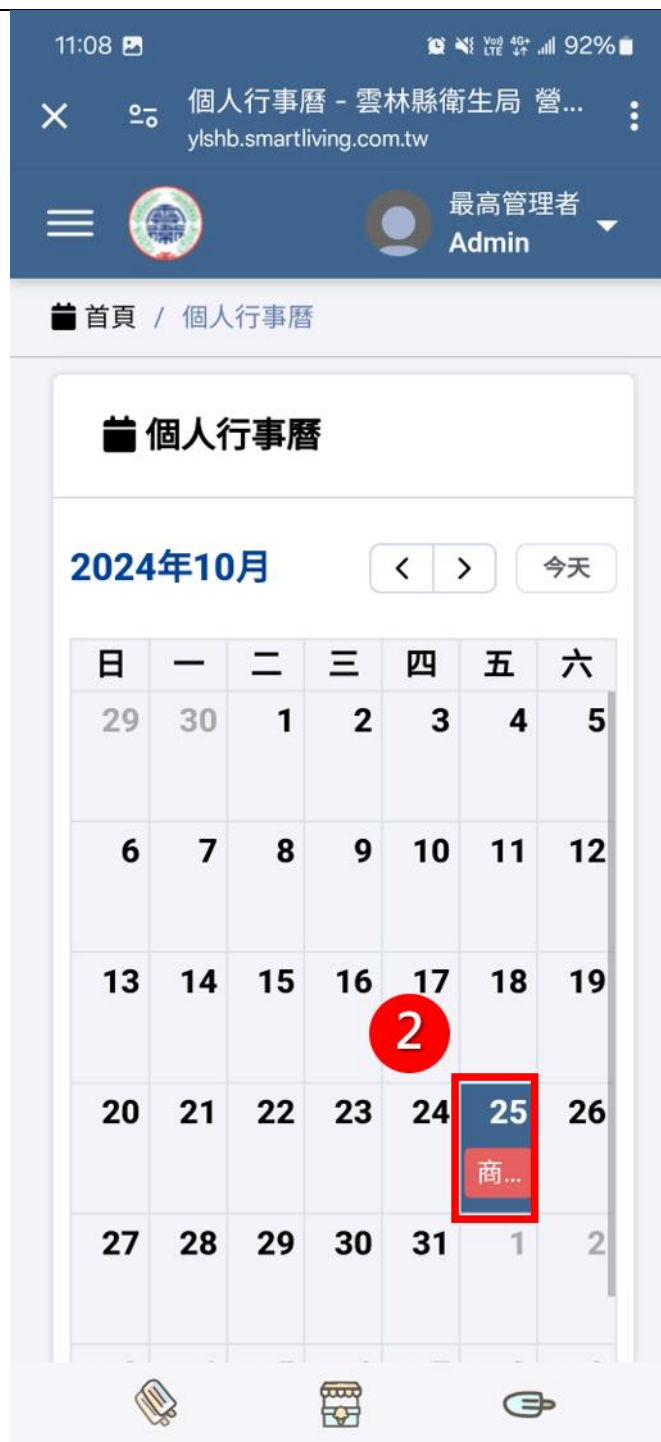 11:08 Vo)) LTE 4G+ 92%
個人行事曆 - 雲林縣衛生局 營...
ylshb.smartliving.com.tw
最高管理者
Admin
首頁 / 個人行事曆
個人行事曆
2024年10月 < > 今天
日 一 二 三 四 五 六
29 30 1 2 3 4 5
6 7 8 9 10 11 12
13 14 15 16 17 18 19
2
20 21 22 23 24 25 26
商...
27 28 29 30 31 1 2